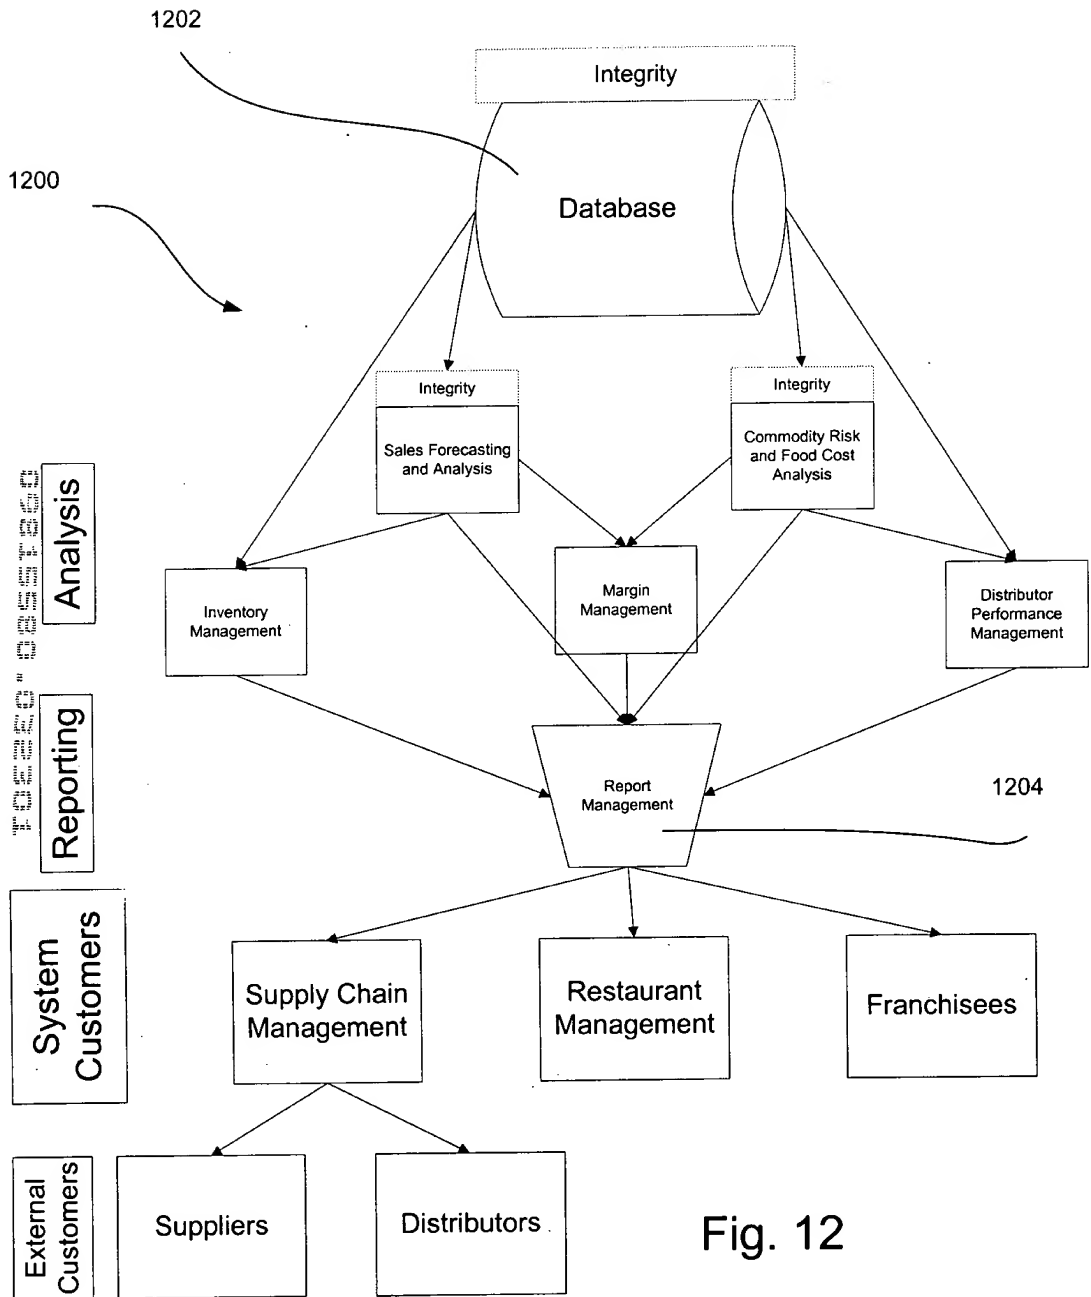 1202
Integrity
1200
Database
Integrity
Integrity
Sales Forecasting
and Analysis
Commodity Risk
and Food Cost
Analysis
Analysis
Inventory
Management
Margin
Management
Distributor
Performance
Management
Reporting
Report
Management
1204
System
Customers
Supply Chain
Management
Restaurant
Management
Franchisees
External
Customers
Suppliers
Distributors
Fig. 12